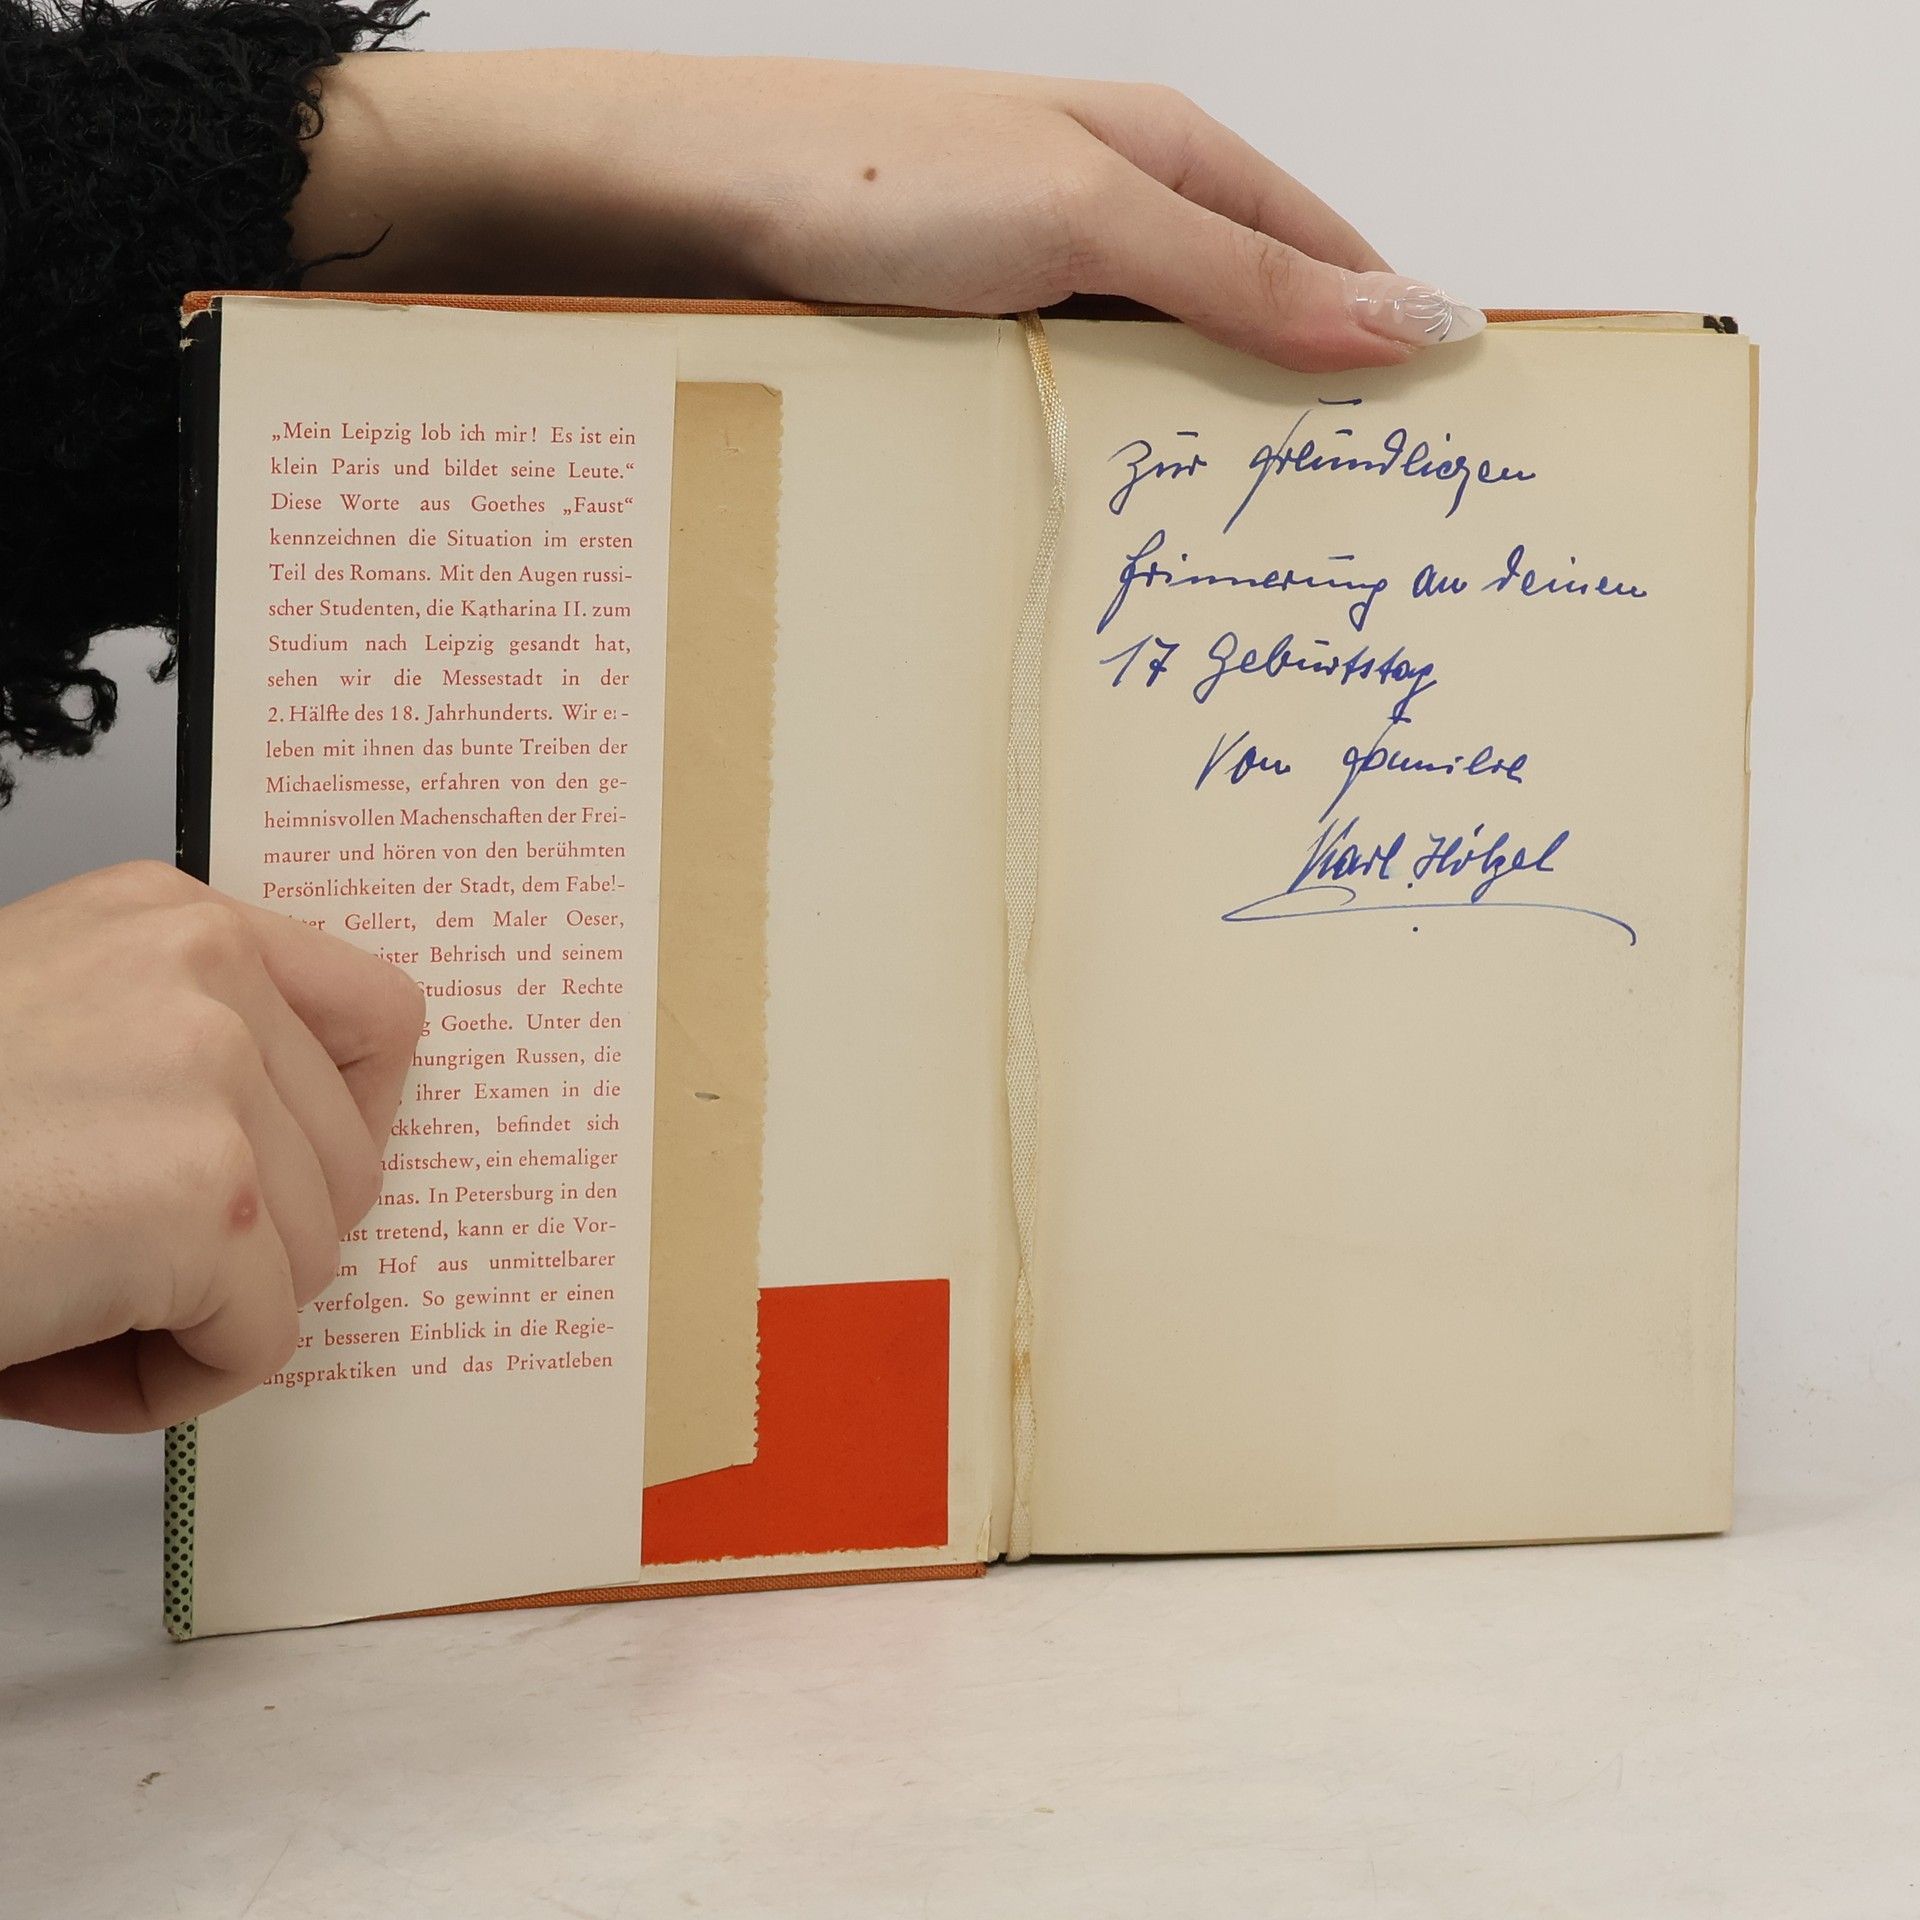 „Mein Leipzig lob ich mir! Es ist ein
klein Paris und bildet seine Leute.“
Diese Worte aus Goethes „Faust“
kennzeichnen die Situation im ersten
Teil des Romans. Mit den Augen russi-
scher Studenten, die Katharina II. zum
Studium nach Leipzig gesandt hat,
sehen wir die Messestadt in der
2. Hälfte des 18. Jahrhunderts. Wir er-
leben mit ihnen das bunte Treiben der
Michaelismesse, erfahren von den ge-
heimnisvollen Machenschaften der Frei-
maurer und hören von den berühmten
Persönlichkeiten der Stadt, dem Fabel-
Gellert, dem Maler Oeser,
Behrisch und seinem
Studiosus der Rechte
Goethe. Unter den
hungrigen Russen, die
ihrer Examen in die
ckkehren, befindet sich
distschew, ein ehemaliger
inas. In Petersburg in den
tretend, kann er die Vor-
Hof aus unmittelbarer
verfolgen. So gewinnt er einen
besseren Einblick in die Regie-
ungspraktiken und das Privatleben
Zur freundlichen
Erinnerung an deinen
17 Geburtstag
Von Familie
Karl Hölzel